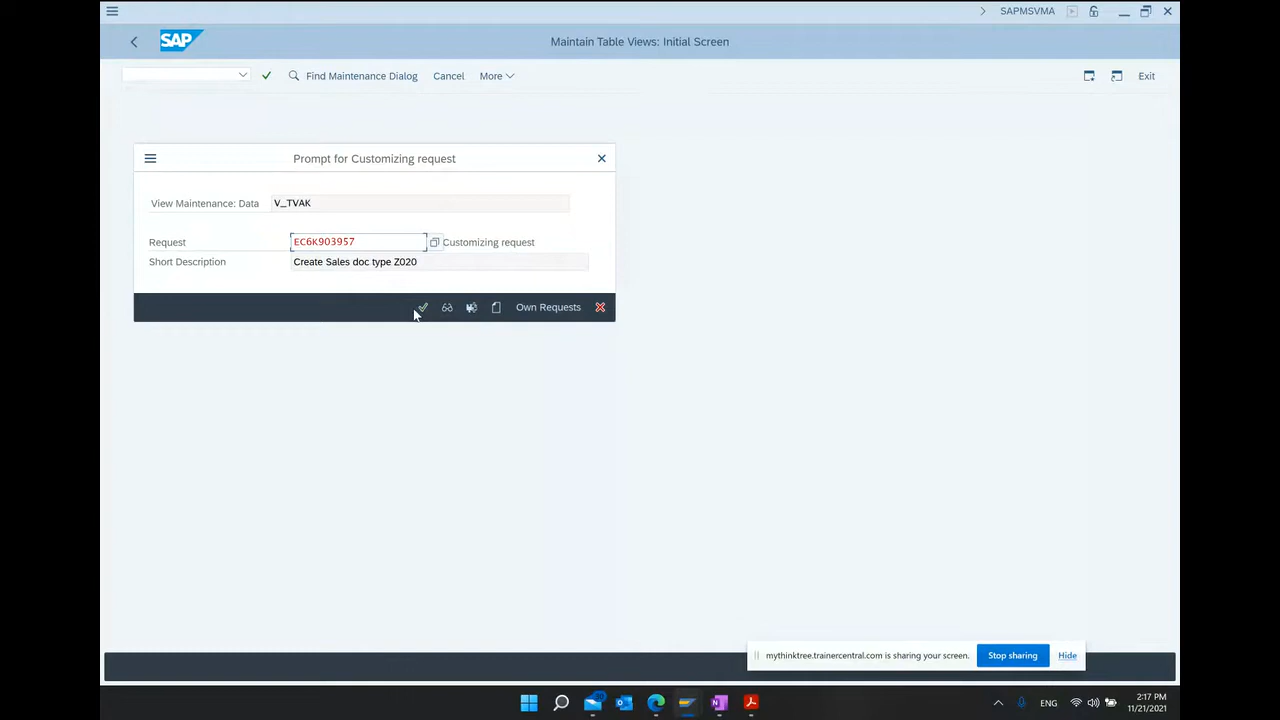 SAPMSVMA
SAP
Maintain Table Views: Initial Screen
Find Maintenance Dialog
Cancel
More
Exit
Prompt for Customizing request
View Maintenance: Data V_TVAK
Request EC6K903957 Customizing request
Short Description Create Sales doc type Z020
Own Requests
mythinktree.trainercentral.com is sharing your screen.
Stop sharing
Hide
ENG
2:17 PM
11/21/2021